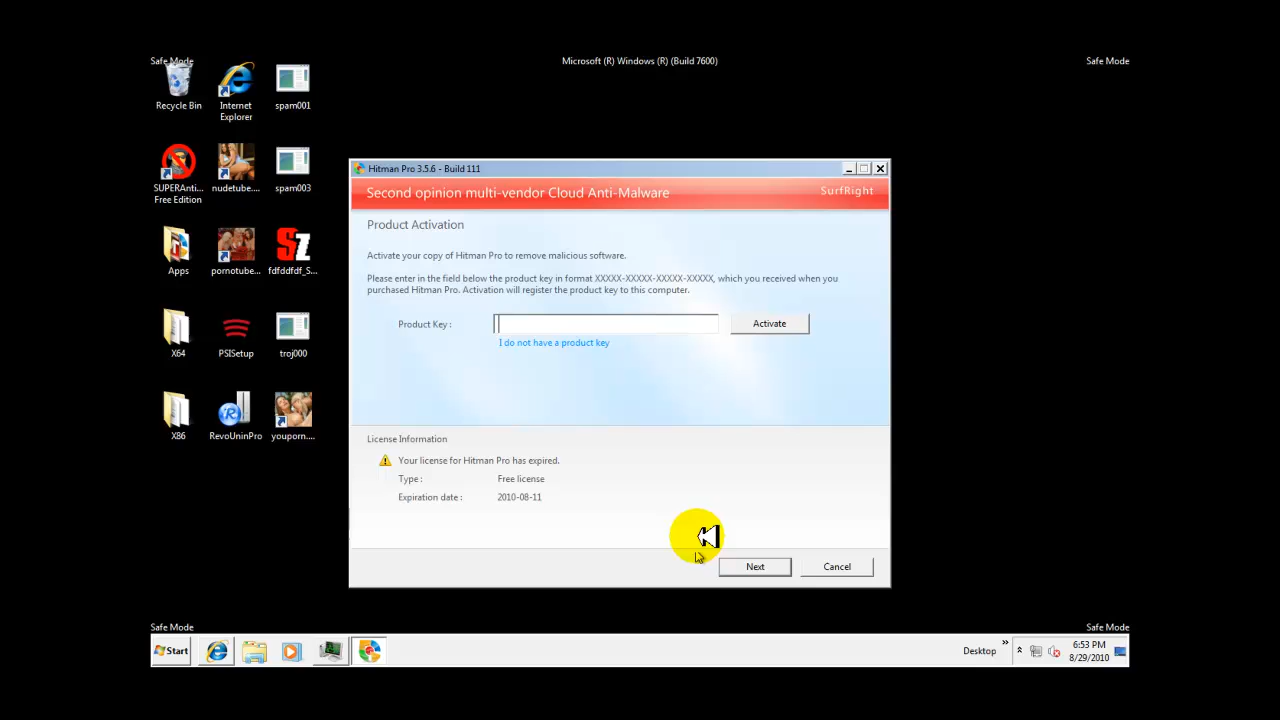 Safe Mode
Microsoft (R) Windows (R) (Build 7600)
Safe Mode
Recycle Bin
Internet
Explorer
spam001
SUPERAnti...
Free Edition
nudetube....
spam003
Apps
pornotube...
SZ
fdfddfdf_S...
X64
PSISetup
troj000
X86
RevoUninPro
youporn....
Hitman Pro 3.5.6 - Build 111
Second opinion multi-vendor Cloud Anti-Malware
SurfRight
Product Activation
Activate your copy of Hitman Pro to remove malicious software.
Please enter in the field below the product key in format XXXXX-XXXXX-XXXXX-XXXXX, which you received when you
purchased Hitman Pro. Activation will register the product key to this computer.
Product Key :
Activate
I do not have a product key
License Information
Your license for Hitman Pro has expired.
Type :
Free license
Expiration date :
2010-08-11
Next
Cancel
Safe Mode
Safe Mode
Start
Desktop
6:53 PM
8/29/2010